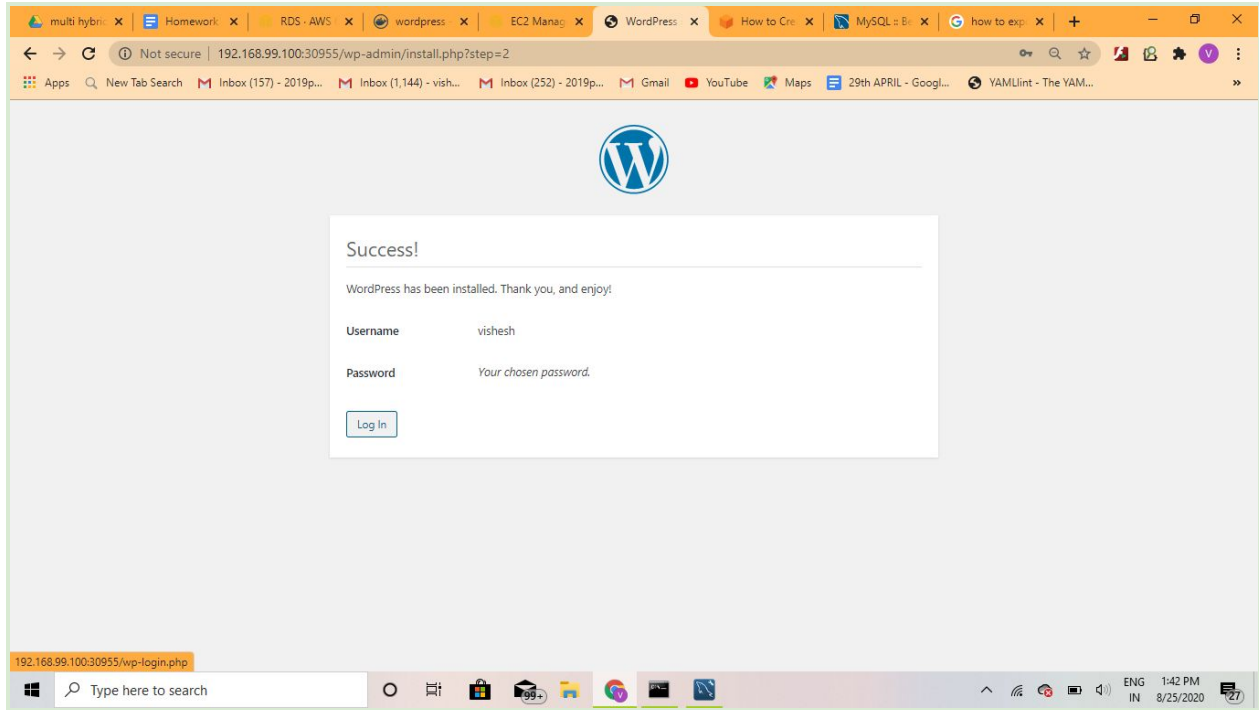 multi hybric
Homework
RDS · AWS
wordpress -
EC2 Manag
WordPress
How to Cre
MySQL :: Be
how to exp
Not secure | 192.168.99.100:30955/wp-admin/install.php?step=2
V
Apps
New Tab Search
Inbox (157) - 2019p...
Inbox (1,144) - vish...
Inbox (252) - 2019p...
Gmail
YouTube
Maps
29th APRIL - Googl...
YAMLlint - The YAM...
»
Success!
WordPress has been installed. Thank you, and enjoy!
Username vishesh
Password Your chosen password.
Log In
192.168.99.100:30955/wp-login.php
Type here to search
99+
V
ENG
IN
1:42 PM
8/25/2020
27